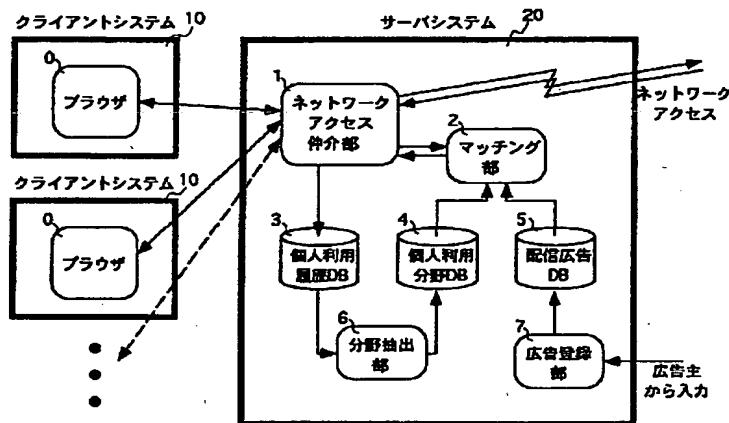 クライアントシステム
10
0
ブラウザ
クライアントシステム
10
0
ブラウザ
サーバシステム
20
1
ネットワーク
アクセス
仲介部
ネットワーク
アクセス
2
マッチング
部
3
個人利用
履歴DB
4
個人利用
分野DB
5
配信広告
DB
6
分野抽出
部
7
広告登録
部
広告主
から入力